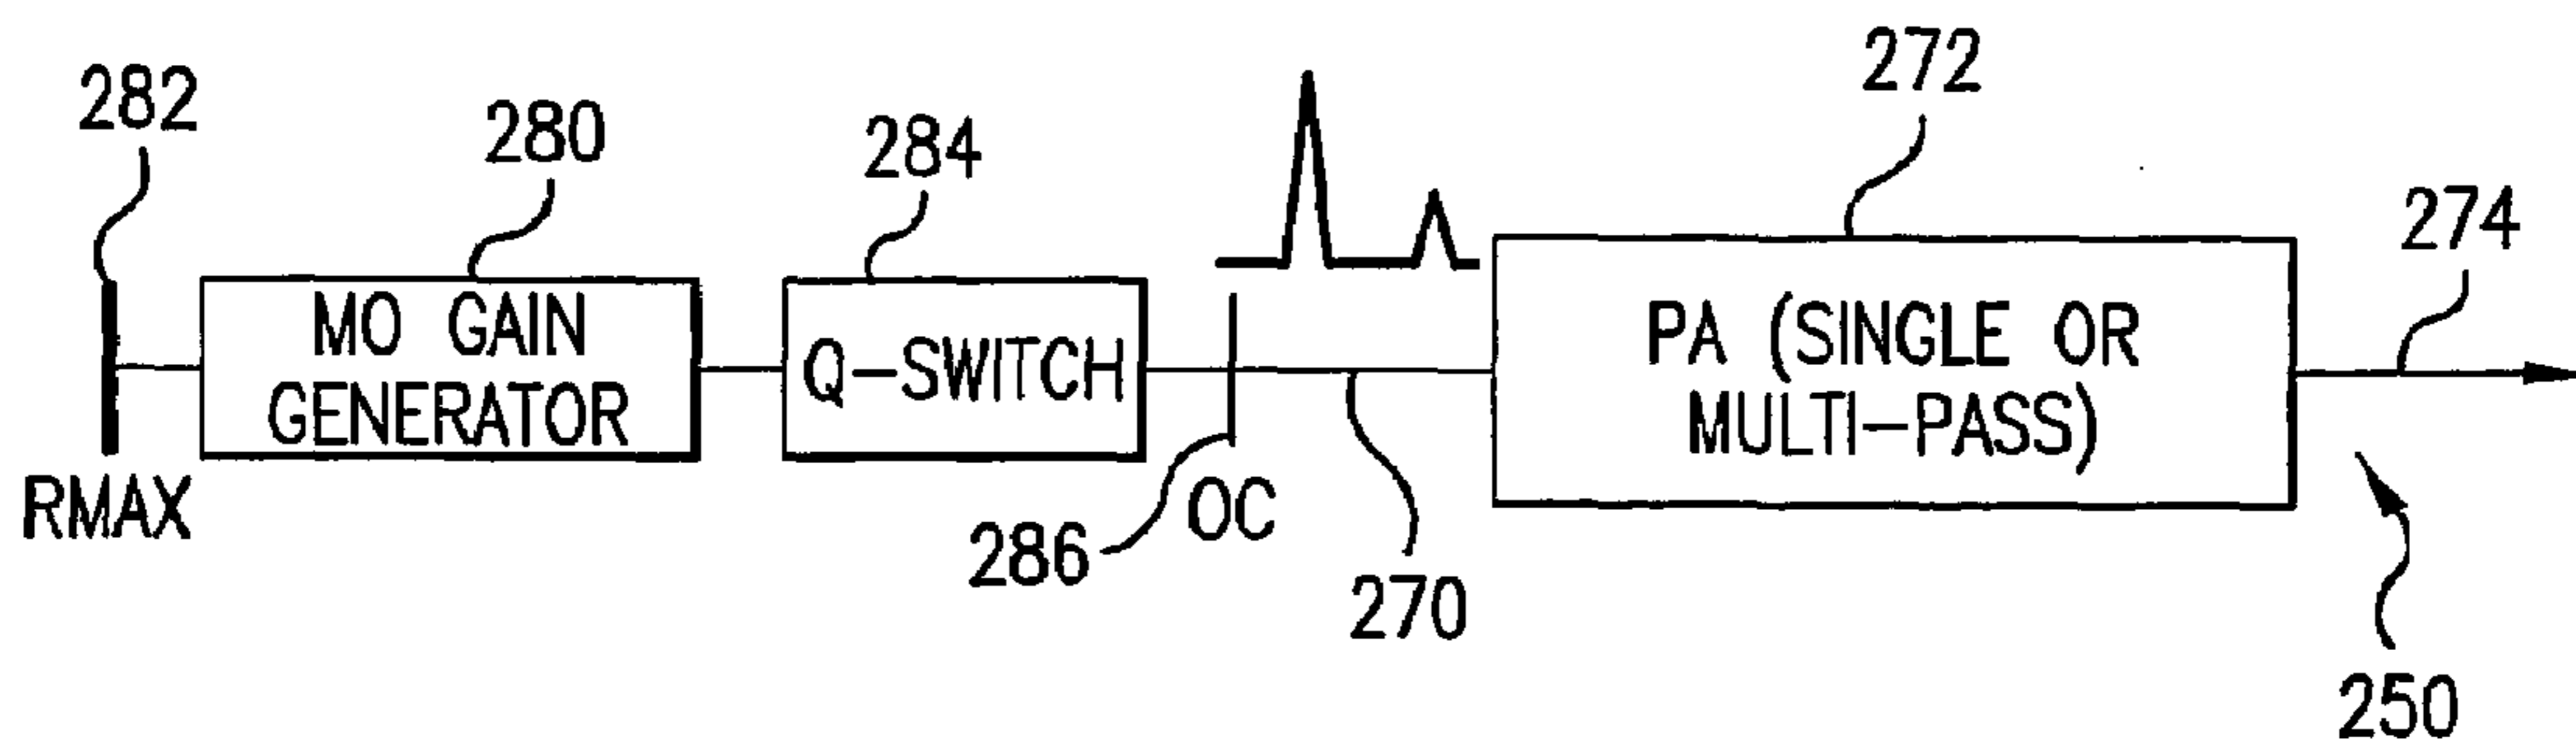 282
280
284
272
274
MO GAIN
GENERATOR
Q-SWITCH
PA (SINGLE OR
MULTI-PASS)
RMAX
286
OC
270
250